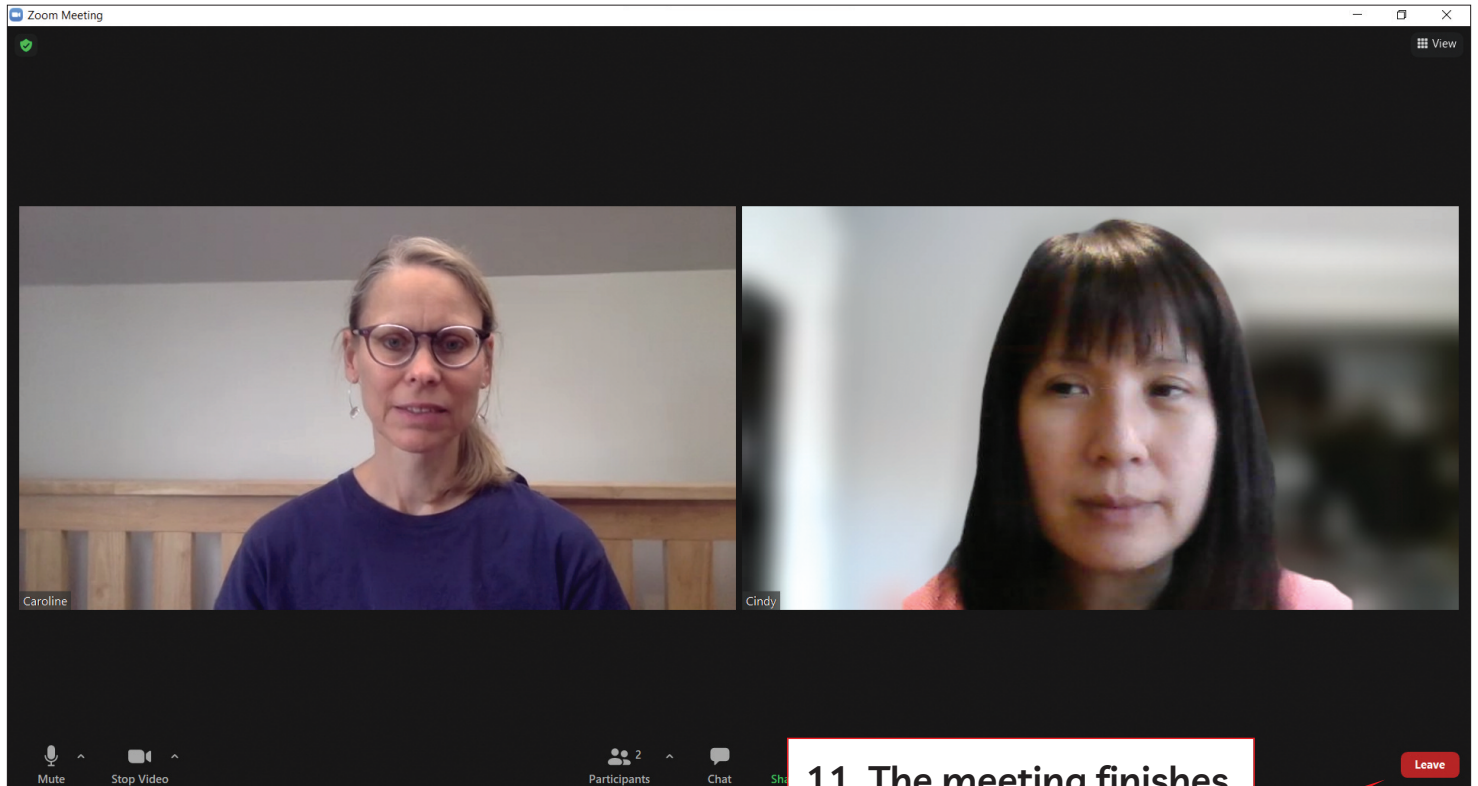 Zoom Meeting
View
Caroline
Cindy
Mute
Stop Video
Participants
2
Chat
11. The meeting finishes
Leave